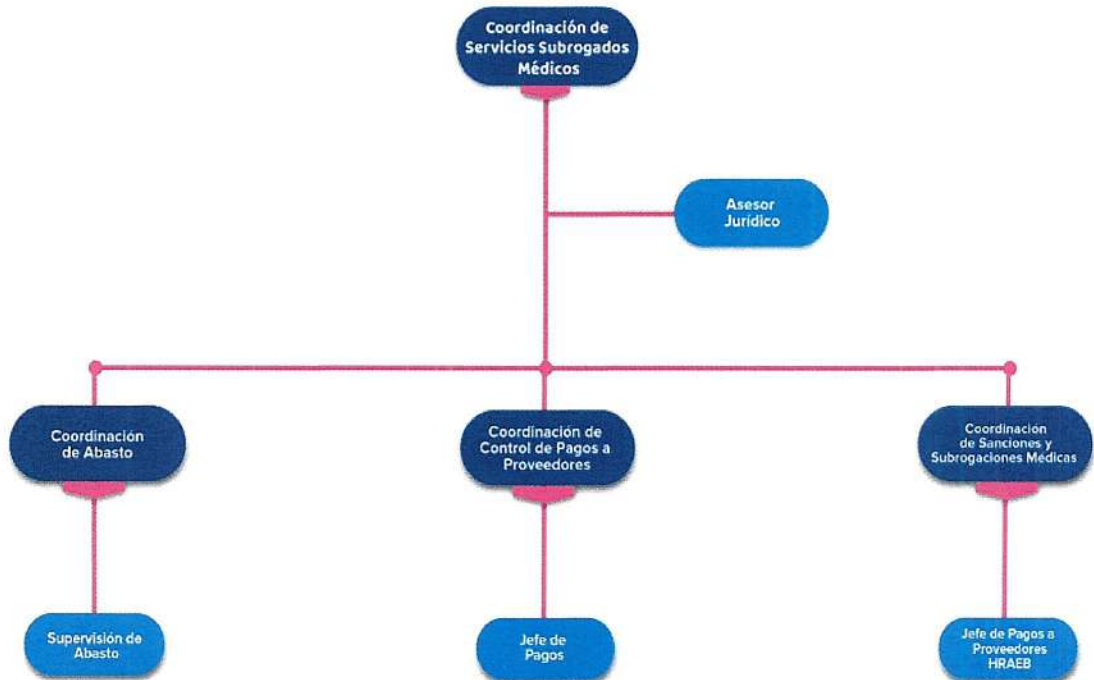 Coordinación de
Servicios Subrogados
Médicos
Asesor
Jurídico
Coordinación
de Abasto
Coordinación de
Control de Pagos a
Proveedores
Coordinación
de Sanciones y
Subrogaciones Médicas
Supervisión de
Abasto
Jefe de
Pagos
Jefe de Pagos a
Proveedores
HRAEB